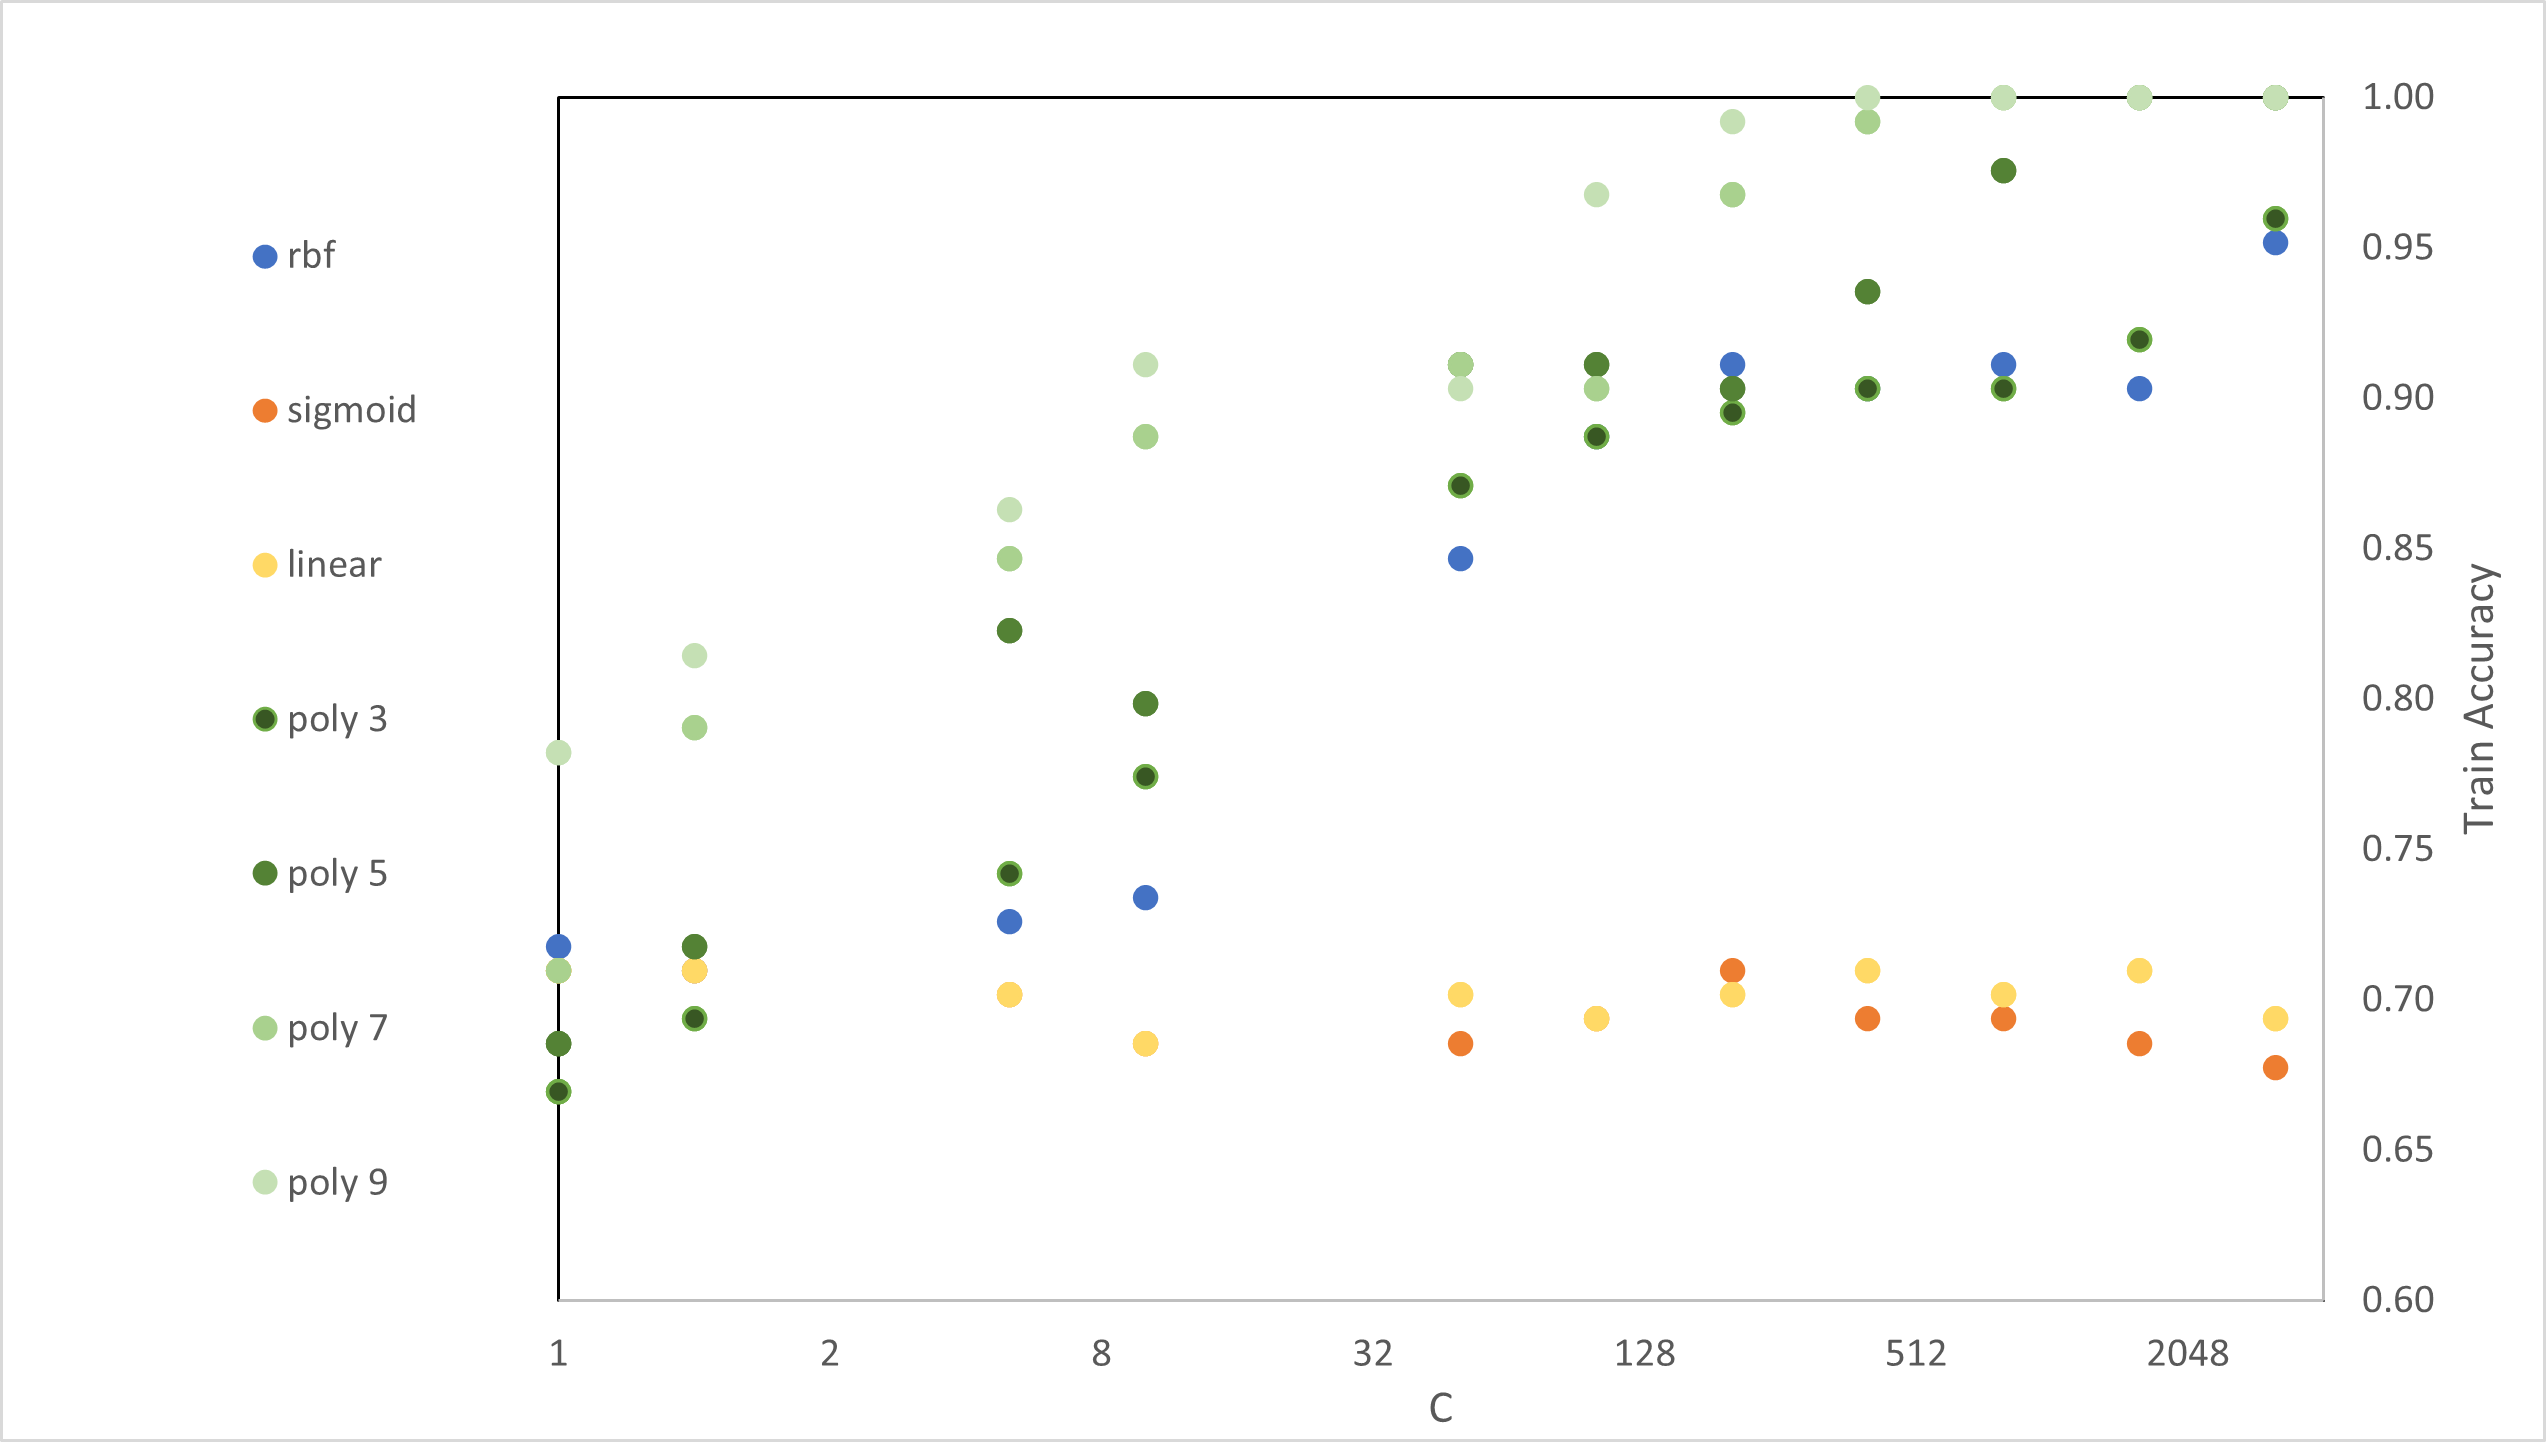 rbf
sigmoid
linear
poly 3
poly 5
poly 7
poly 9
1.00
0.95
0.90
0.85
0.80
0.75
0.70
0.65
0.60
Train Accuracy
1 2 8 32 128 512 2048
C